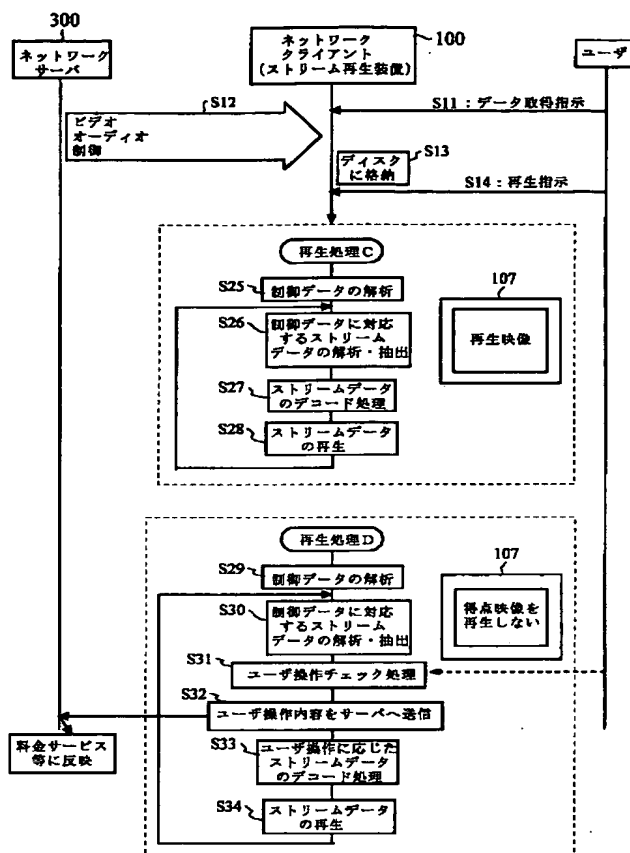 300
ネットワーク
サーバ
100
ネットワーク
クライアント
(ストリーム再生装置)
ユーザ
S12
ビデオ
オーディオ
制御
S11:データ取得指示
S13
ディスク
に格納
S14:再生指示
再生処理C
S25
制御データの解析
S26
制御データに対応
するストリーム
データの解析・抽出
S27
ストリームデータ
のデコード処理
S28
ストリームデータ
の再生
107
再生映像
再生処理D
S29
制御データの解析
S30
制御データに対応
するストリーム
データの解析・抽出
107
得点映像を
再生しない
S31
ユーザ操作チェック処理
S32
ユーザ操作内容をサーバへ送信
料金サービス
等に反映
S33
ユーザ操作に応じた
ストリームデータ
のデコード処理
S34
ストリームデータ
の再生